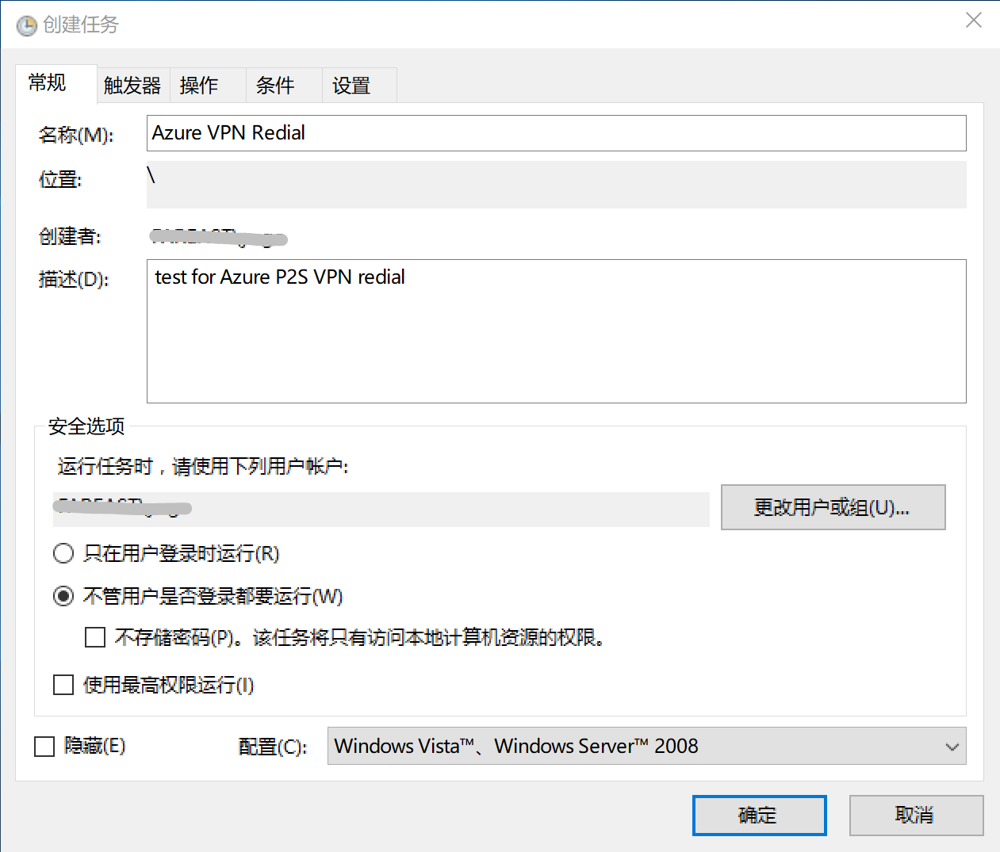 创建任务
常规 触发器 操作 条件 设置
名称(M): Azure VPN Redial
位置: \
创建者:
描述(D): test for Azure P2S VPN redial
安全选项
运行任务时，请使用下列用户帐户:
更改用户或组(U)...
只在用户登录时运行(R)
不管用户是否登录都要运行(W)
不存储密码(P)。该任务将只有访问本地计算机资源的权限。
使用最高权限运行(I)
隐藏(E) 配置(C): Windows Vista™、Windows Server™ 2008
确定 取消